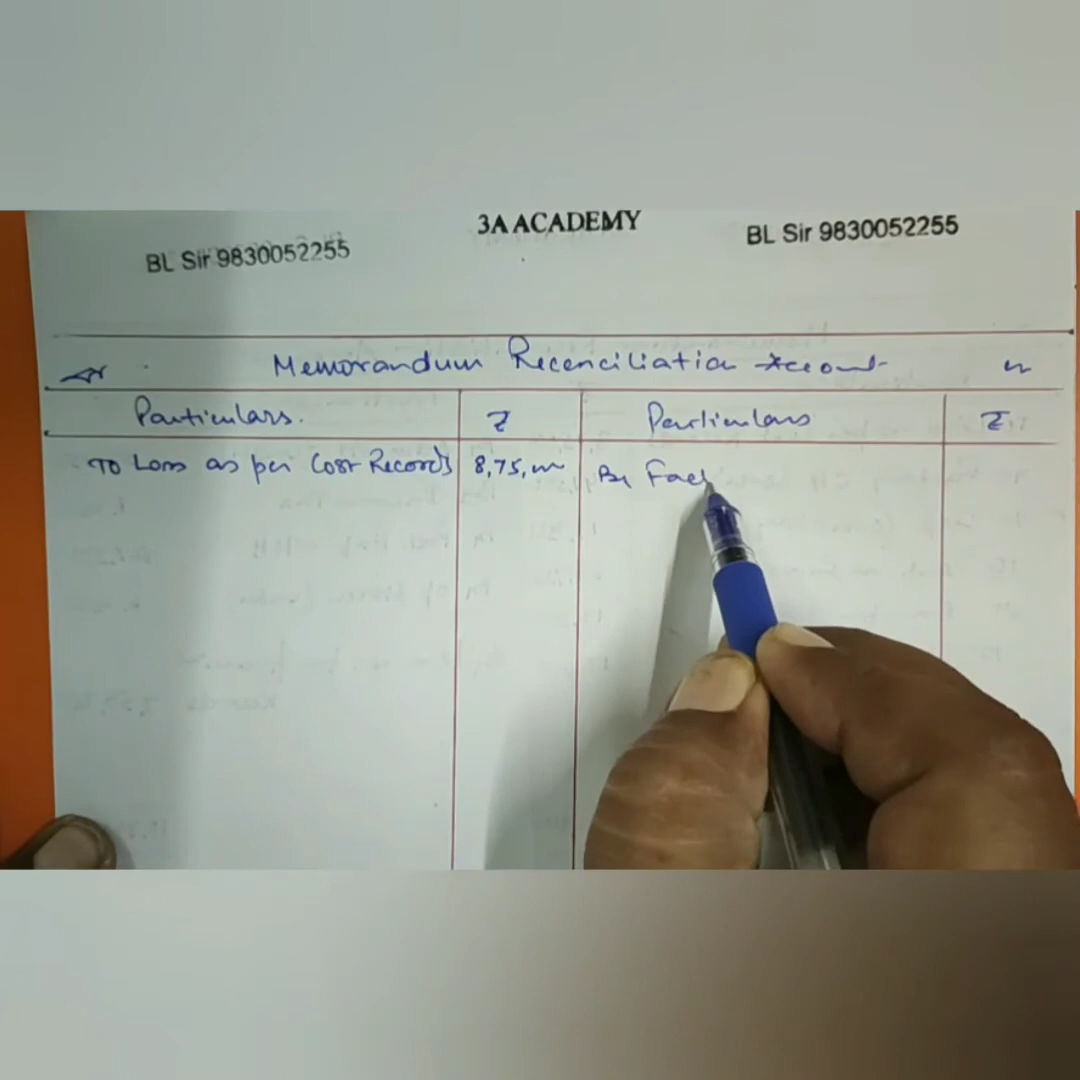 3A ACADEMY
BL Sir 9830052255
BL Sir 9830052255
Dr Memorandum Reconciliation Account Cr
Particulars. ₹ Particulars ₹
To Loss as per Cost Records 8,75,000 By Fact